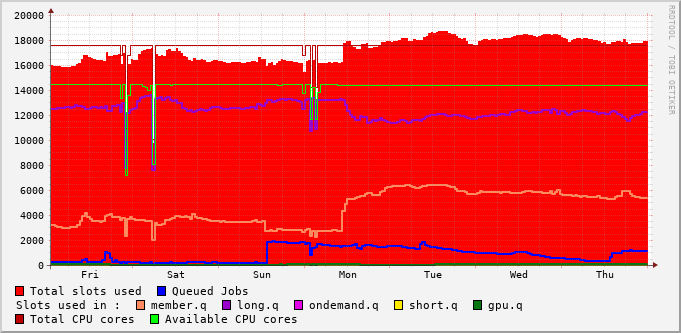 20000
18000
16000
14000
12000
10000
8000
6000
4000
2000
0
Fri Sat Sun Mon Tue Wed Thu
RRDTOOL / TOBI OETIKER
Total slots used Queued Jobs
Slots used in : member.q long.q ondemand.q short.q gpu.q
Total CPU cores Available CPU cores